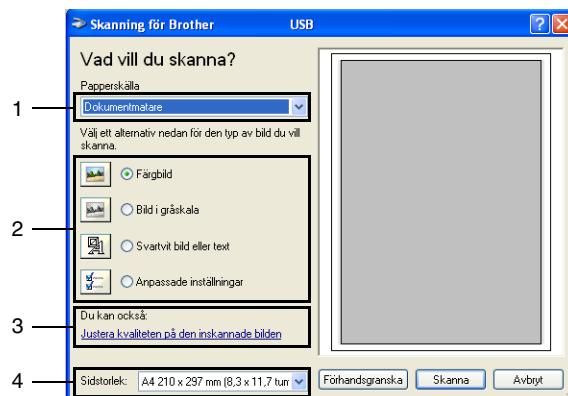 Skanning för Brother USB
Vad vill du skanna?
Papperskälla
1
Dokumentmatare
Välj ett alternativ nedan för den typ av bild du vill
skanna.
Färgbild
Bild i gråskala
2
Svartvit bild eller text
Anpassade inställningar
Du kan också:
3
Justera kvaliteten på den inskannade bilden
4
Sidstorlek: A4 210 x 297 mm (8,3 x 11,7 tum
Förhandsgranska Skanna Avbryt